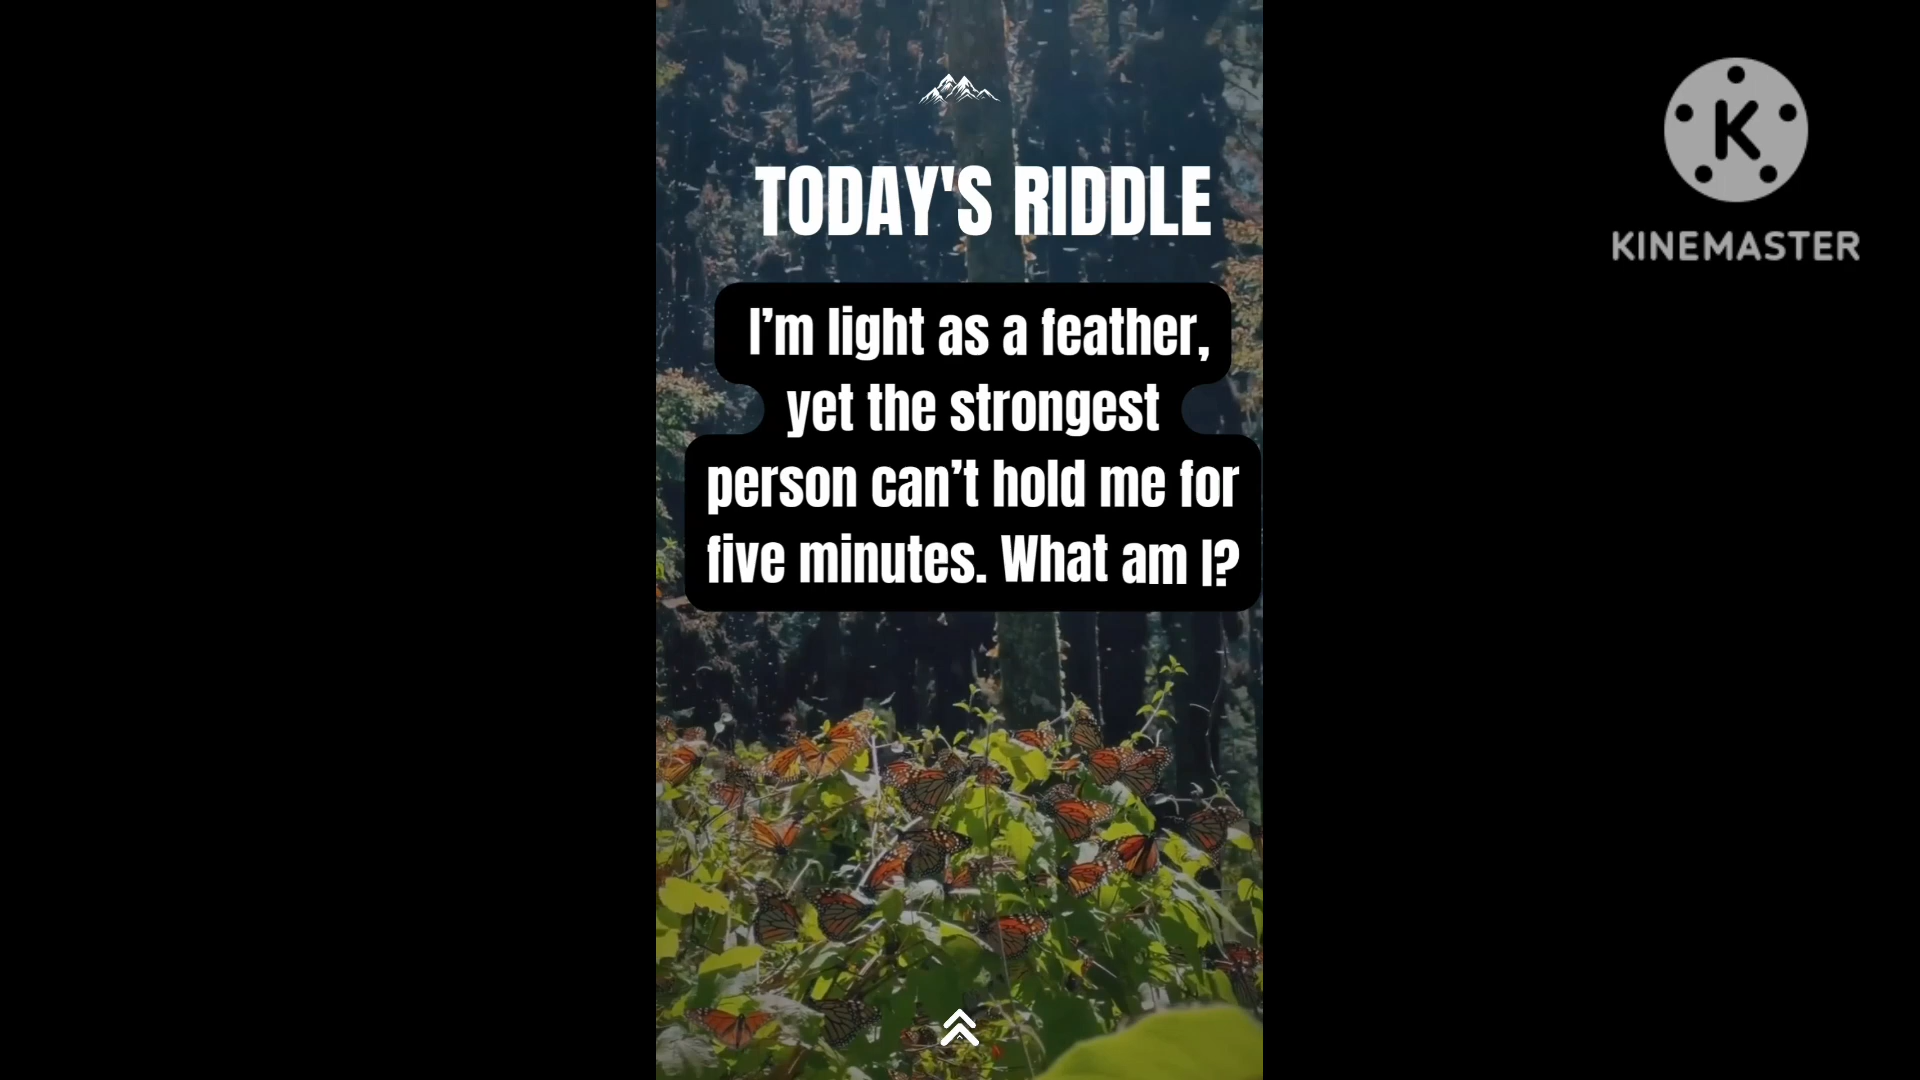 TODAY'S RIDDLE
I'm light as a feather,
yet the strongest
person can't hold me for
five minutes. What am I?
K
KINEMASTER